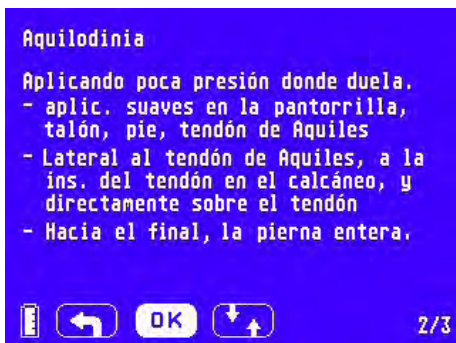 Aquilodinia
Aplicando poca presión donde duela.
- aplic. suaves en la pantorrilla,
talón, pie, tendón de Aquiles
- Lateral al tendón de Aquiles, a la
ins. del tendón en el calcáneo, y
directamente sobre el tendón
- Hacia el final, la pierna entera.
OK
2/3